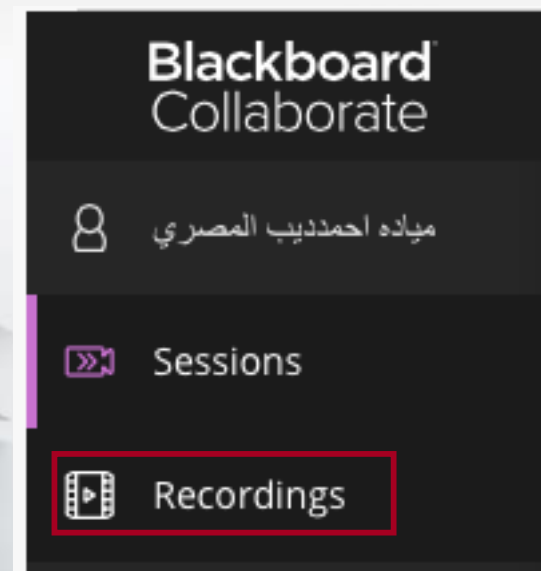 Blackboard
Collaborate
مياده احمدديب المصري
Sessions
Recordings